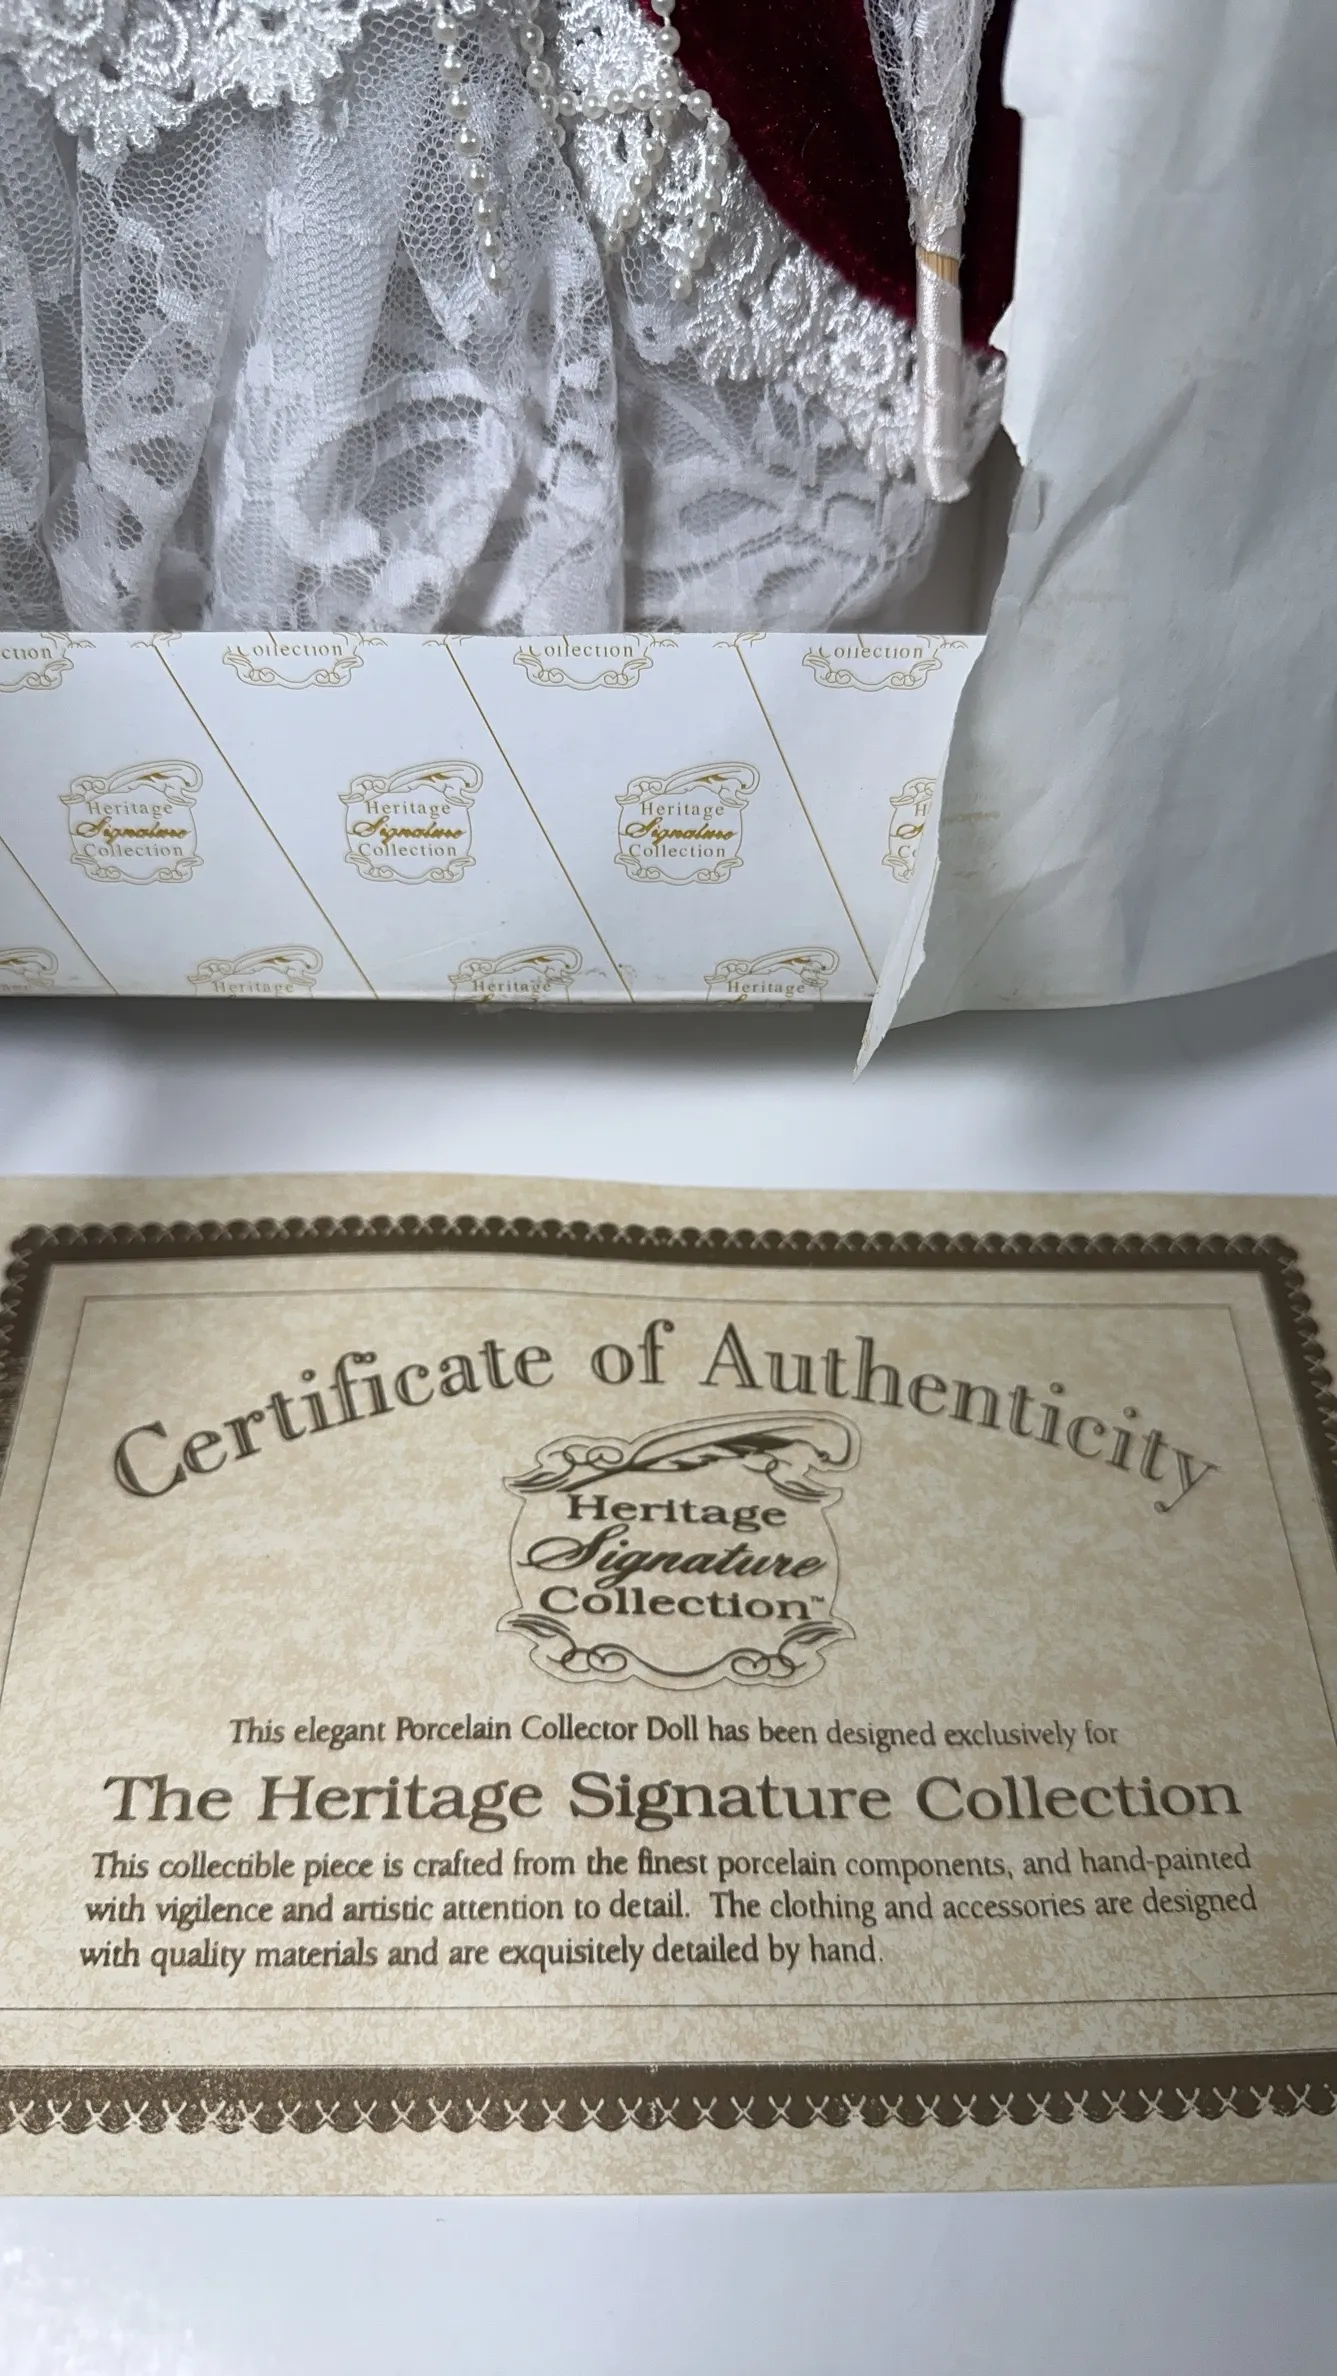 ction
Collection
Collection
Collection
Heritage
Signature
Collection
Heritage
Signature
Collection
Heritage
Signature
Collection
H
S
Co
Heritage
Heritage
Heritage
Certificate of Authenticity
Heritage
Signature
Collection™
This elegant Porcelain Collector Doll has been designed exclusively for
The Heritage Signature Collection
This collectible piece is crafted from the finest porcelain components, and hand-painted
with vigilence and artistic attention to detail. The clothing and accessories are designed
with quality materials and are exquisitely detailed by hand.